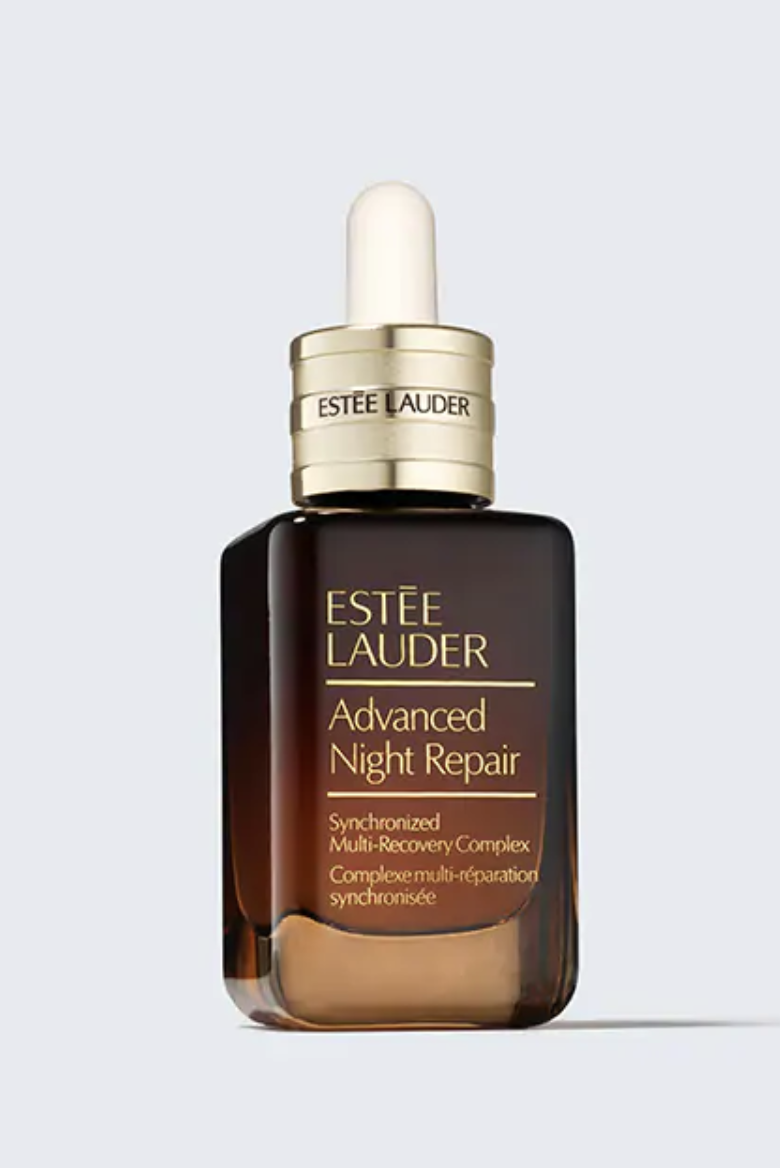 ESTĒE LAUDER
ESTĒE
LAUDER
Advanced
Night Repair
Synchronized
Multi-Recovery Complex
Complexe multi-réparation
synchronisée